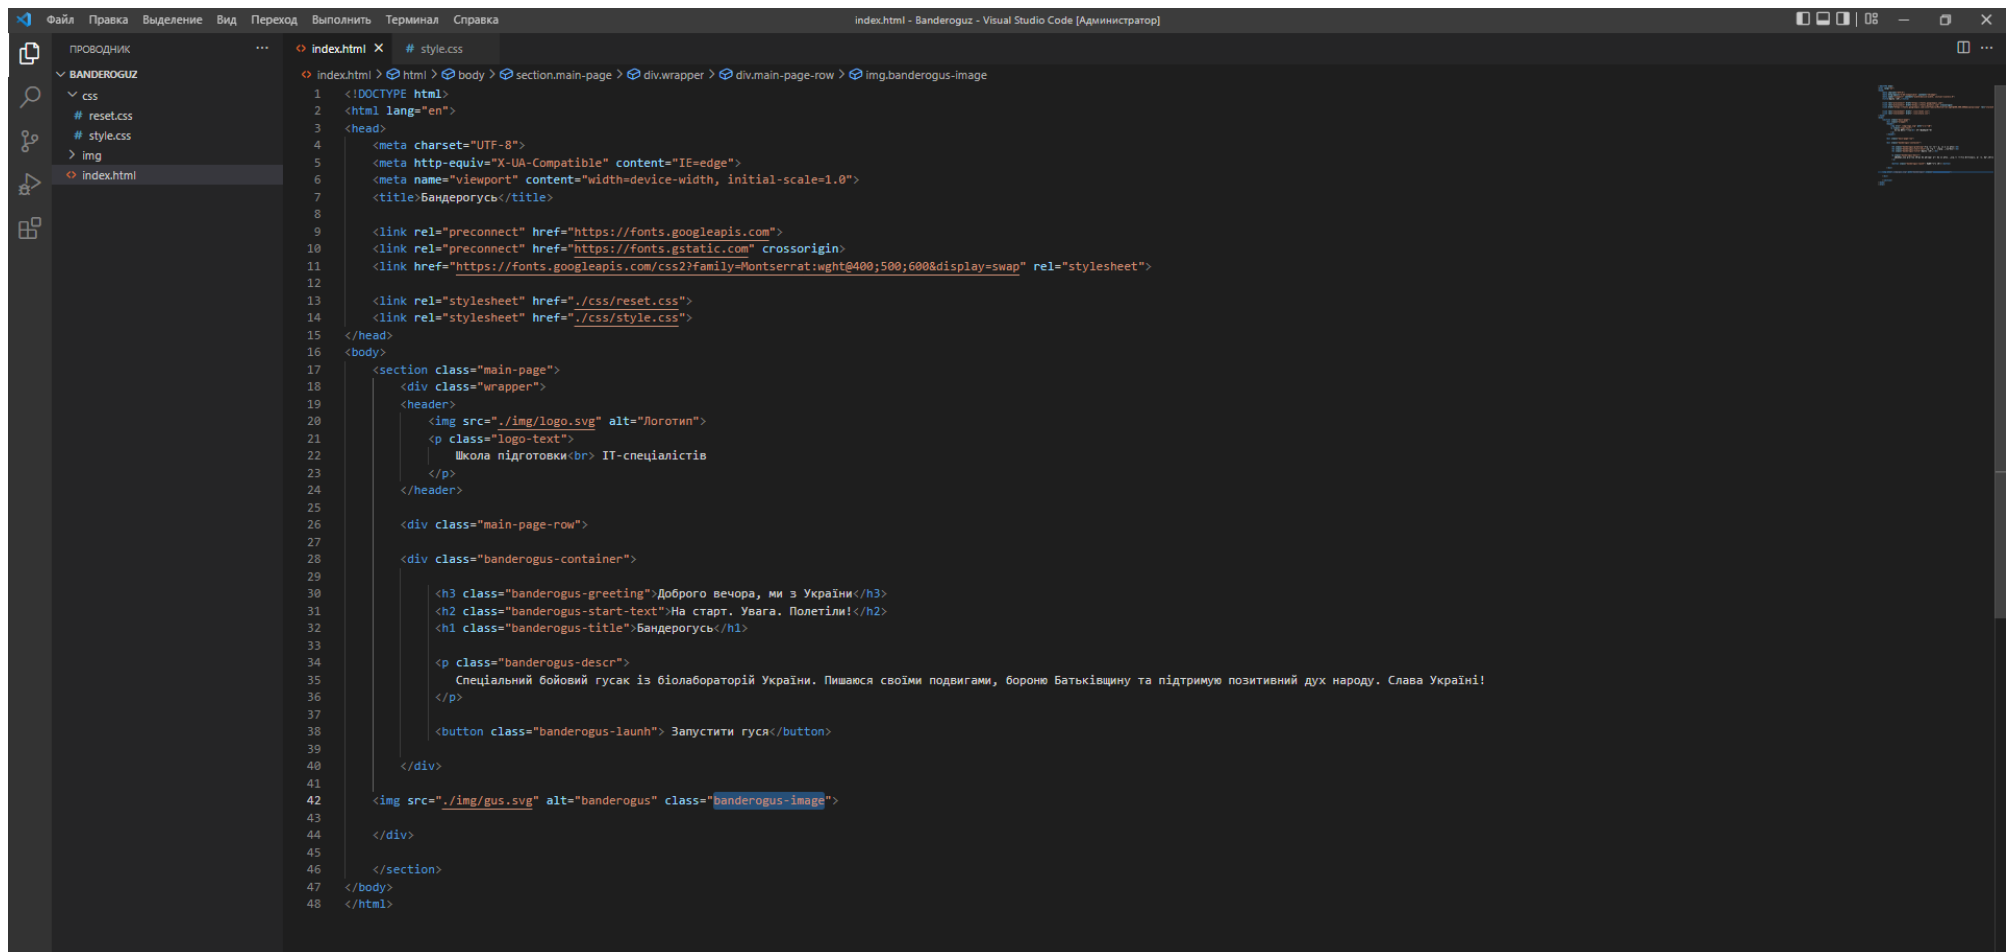 Файл Правка Выделение Вид Переход Выполнить Терминал Справка
index.html - Banderoguz - Visual Studio Code [Администратор]
ПРОВОДНИК
BANDEROGUZ
css
# reset.css
# style.css
img
<> index.html
<> index.html
# style.css
<> index.html > html > body > section.main-page > div.wrapper > div.main-page-row > img.banderogus-image
1 <!DOCTYPE html>
2 <html lang="en">
3 <head>
4 <meta charset="UTF-8">
5 <meta http-equiv="X-UA-Compatible" content="IE=edge">
6 <meta name="viewport" content="width=device-width, initial-scale=1.0">
7 <title>Бандерогусь</title>
8
9 <link rel="preconnect" href="https://fonts.googleapis.com">
10 <link rel="preconnect" href="https://fonts.gstatic.com" crossorigin>
11 <link href="https://fonts.googleapis.com/css2?family=Montserrat:wght@400;500;600&display=swap" rel="stylesheet">
12
13 <link rel="stylesheet" href="./css/reset.css">
14 <link rel="stylesheet" href="./css/style.css">
15 </head>
16 <body>
17 <section class="main-page">
18 <div class="wrapper">
19 <header>
20 <img src="./img/logo.svg" alt="Логотип">
21 <p class="logo-text">
22 Школа підготовки<br> ІТ-спеціалістів
23 </p>
24 </header>
25
26 <div class="main-page-row">
27
28 <div class="banderogus-container">
29
30 <h3 class="banderogus-greeting">Доброго вечора, ми з України</h3>
31 <h2 class="banderogus-start-text">На старт. Увага. Полетіли!</h2>
32 <h1 class="banderogus-title">Бандерогусь</h1>
33
34 <p class="banderogus-descr">
35 Спеціальний бойовий гусак із біолабораторій України. Пишаюся своїми подвигами, бороню Батьківщину та підтримую позитивний дух народу. Слава Україні!
36 </p>
37
38 <button class="banderogus-launh"> Запустити гуся</button>
39
40 </div>
41
42 <img src="./img/gus.svg" alt="banderogus" class="banderogus-image">
43
44 </div>
45
46 </section>
47 </body>
48 </html>